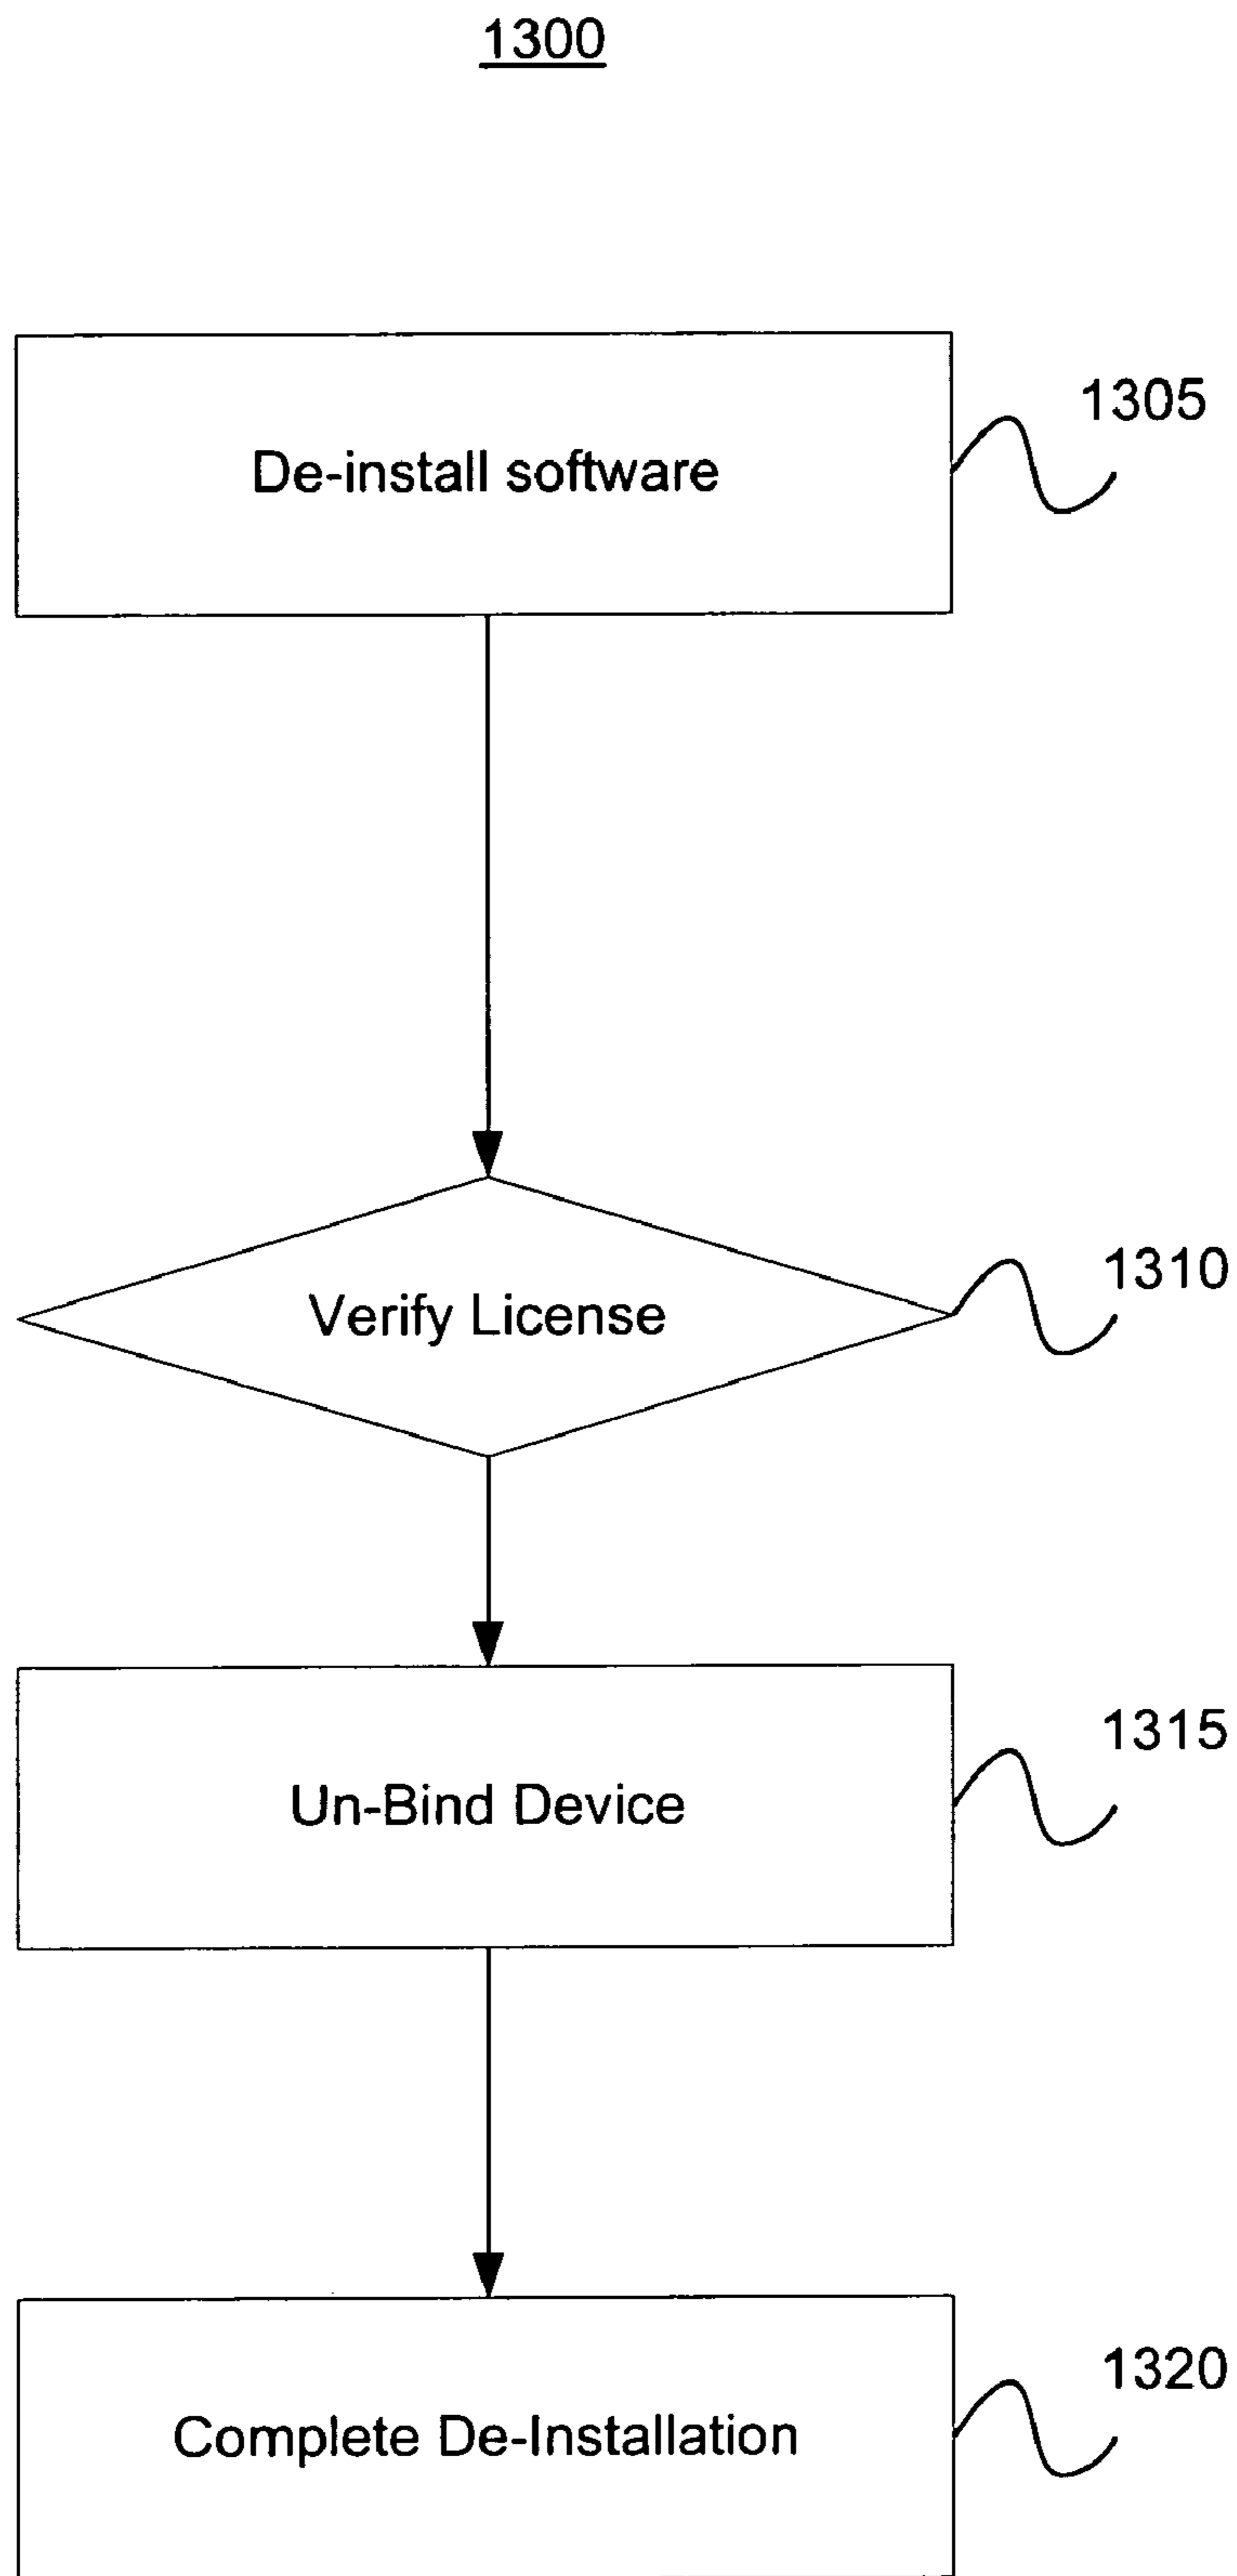 1300
1305
De-install software
1310
Verify License
1315
Un-Bind Device
1320
Complete De-Installation